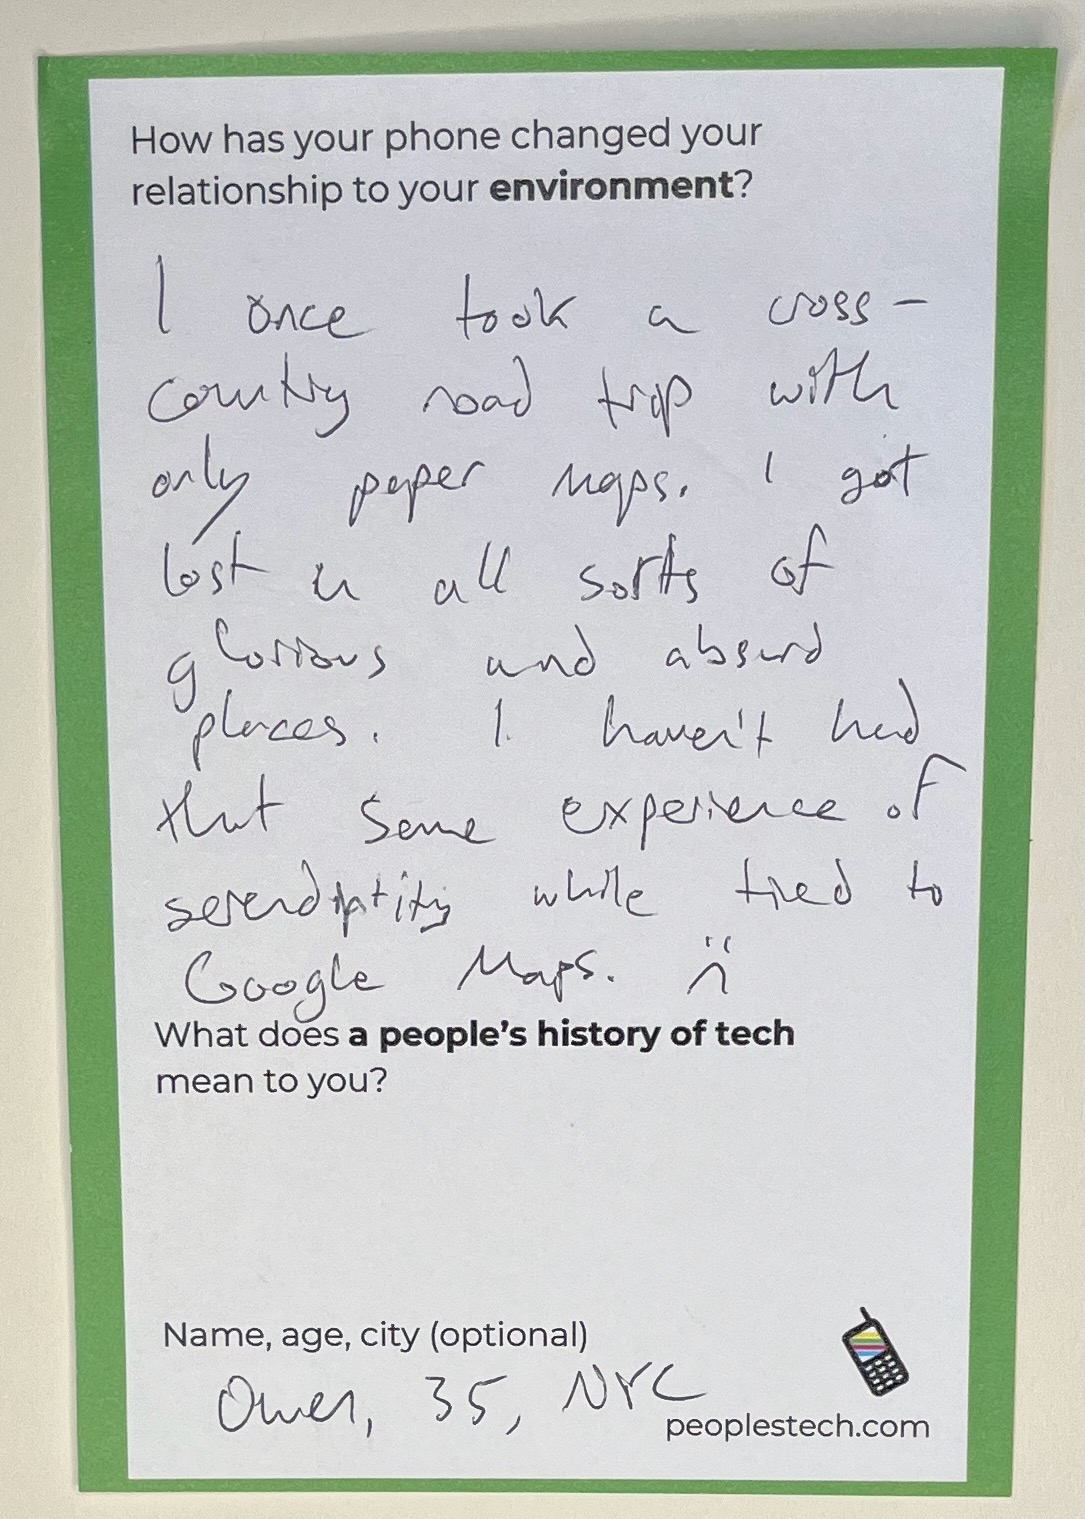 How has your phone changed your
relationship to your environment?
I once took a cross-
country road trip with
only paper maps. I got
lost in all sorts of
glorious and absurd
places. I haven't had
that same experience of
serendiptity while tied to
Google Maps. :(
What does a people's history of tech
mean to you?
Name, age, city (optional)
Owen, 35, NYC
peoplestech.com